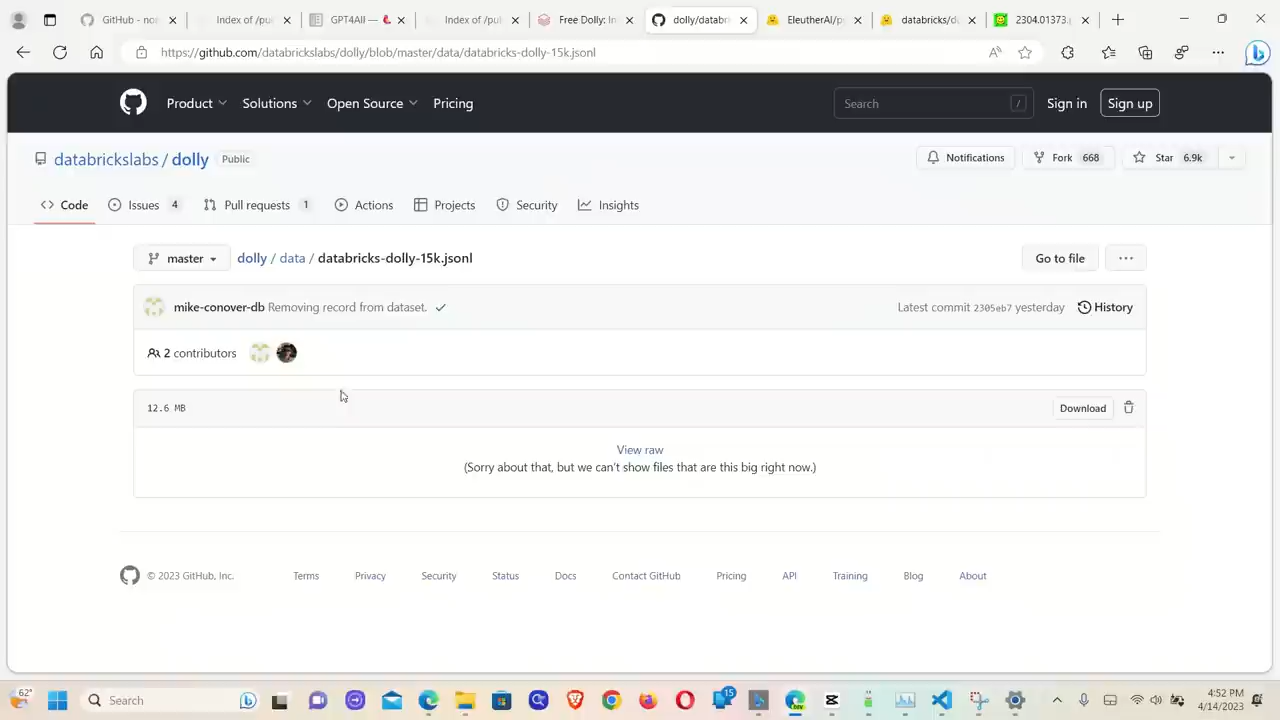 GitHub - no
Index of /pu
GPT4All —
Index of /pu
Free Dolly: In
dolly/databr
EleutherAI/p
databricks/d
2304.01373.
https://github.com/databrickslabs/dolly/blob/master/data/databricks-dolly-15k.jsonl
Product Solutions Open Source Pricing Search / Sign in Sign up
databrickslabs / dolly Public Notifications Fork 668 Star 6.9k
<> Code Issues 4 Pull requests 1 Actions Projects Security Insights
master dolly / data / databricks-dolly-15k.jsonl Go to file ...
mike-conover-db Removing record from dataset. Latest commit 2305eb7 yesterday History
2 contributors
12.6 MB Download
View raw
(Sorry about that, but we can't show files that are this big right now.)
© 2023 GitHub, Inc. Terms Privacy Security Status Docs Contact GitHub Pricing API Training Blog About
62° Search 15 4:52 PM
4/14/2023